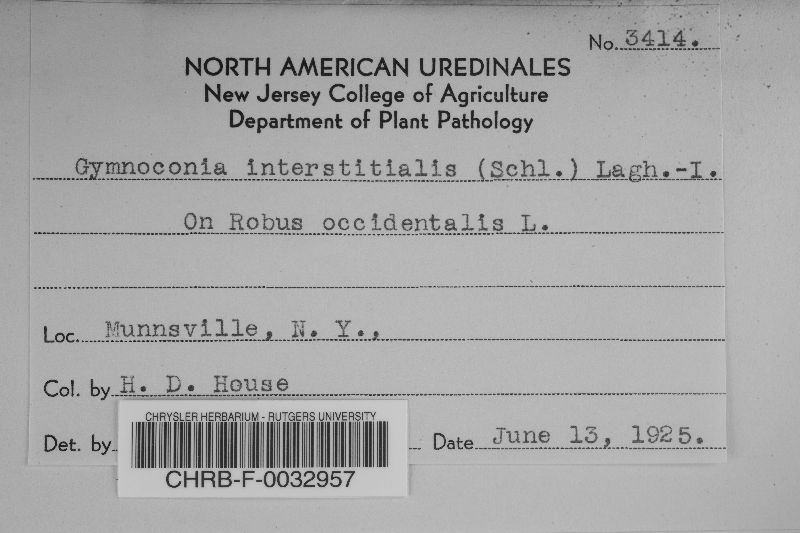 No. 3414.
NORTH AMERICAN UREDINALES
New Jersey College of Agriculture
Department of Plant Pathology
Gymnoconia interstitialis (Schl.) Lagh.-I.
On Robus occidentalis L.
Loc. Munnsville, N. Y.,
Col. by H. D. House
Det. by
Date June 13, 1925.
CHRYSLER HERBARIUM - RUTGERS UNIVERSITY
CHRB-F-0032957